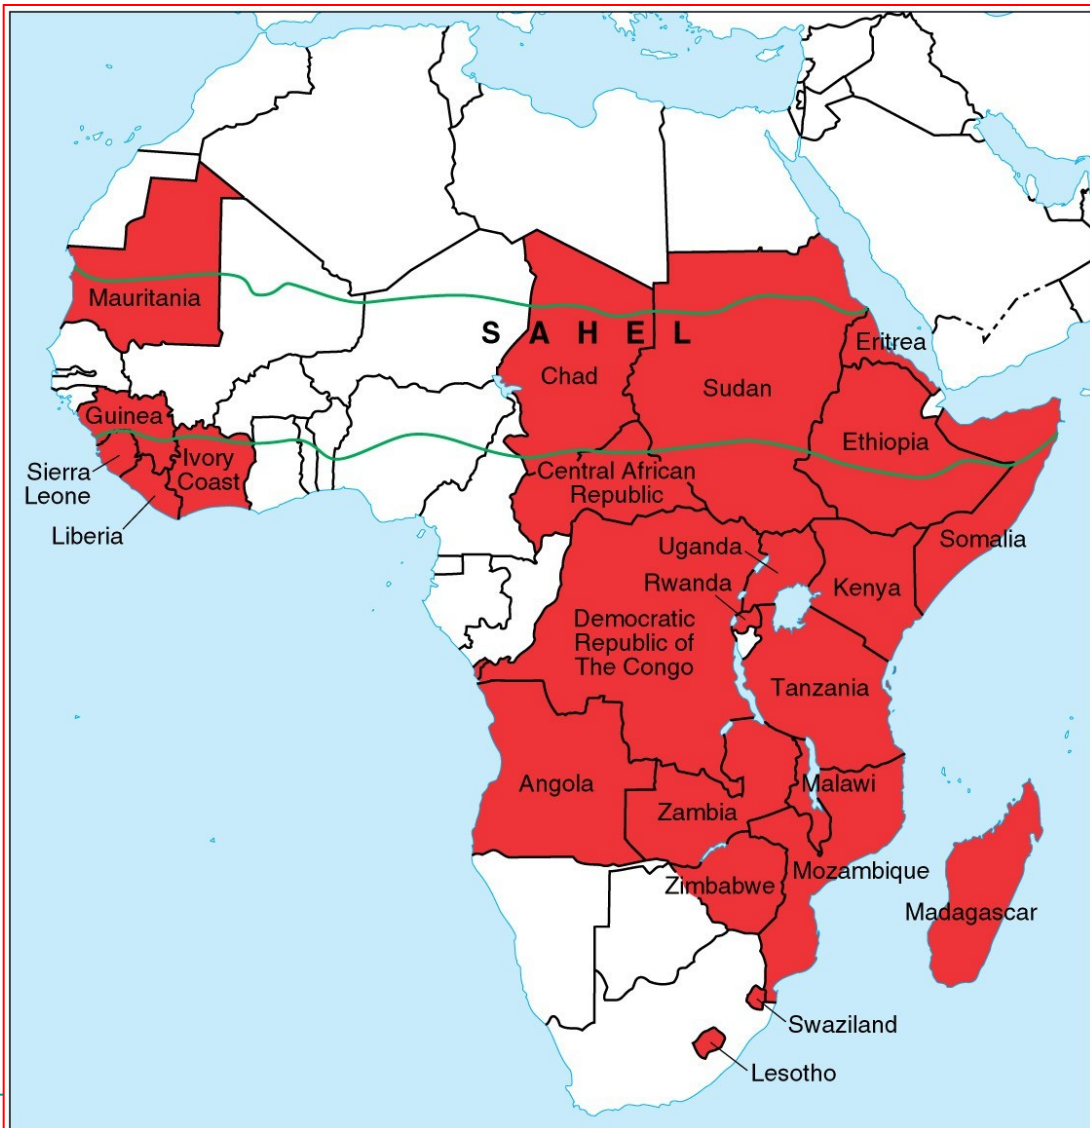 Mauritania
SAHEL
Eritrea
Chad
Sudan
Guinea
Ethiopia
Ivory
Coast
Sierra
Leone
Central African
Republic
Liberia
Somalia
Uganda
Rwanda
Kenya
Democratic
Republic of
The Congo
Tanzania
Angola
Malawi
Zambia
Mozambique
Zimbabwe
Madagascar
Swaziland
Lesotho